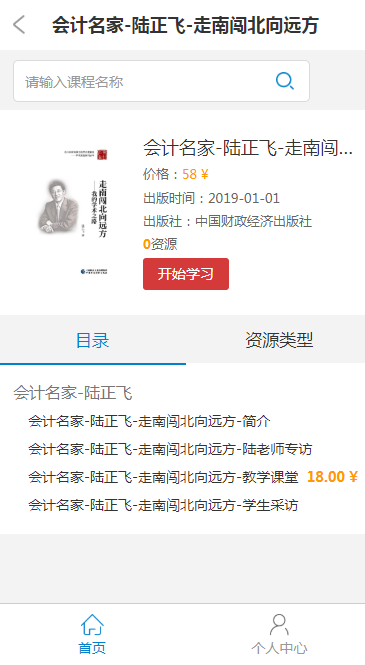 会计名家-陆正飞-走南闯北向远方
请输入课程名称
走南闯北向远方
——我的学术之路
会计名家-陆正飞-走南闯...
价格：58 ¥
出版时间：2019-01-01
出版社：中国财政经济出版社
0资源
开始学习
目录
资源类型
会计名家-陆正飞
会计名家-陆正飞-走南闯北向远方-简介
会计名家-陆正飞-走南闯北向远方-陆老师专访
会计名家-陆正飞-走南闯北向远方-教学课堂 18.00 ¥
会计名家-陆正飞-走南闯北向远方-学生采访
首页
个人中心